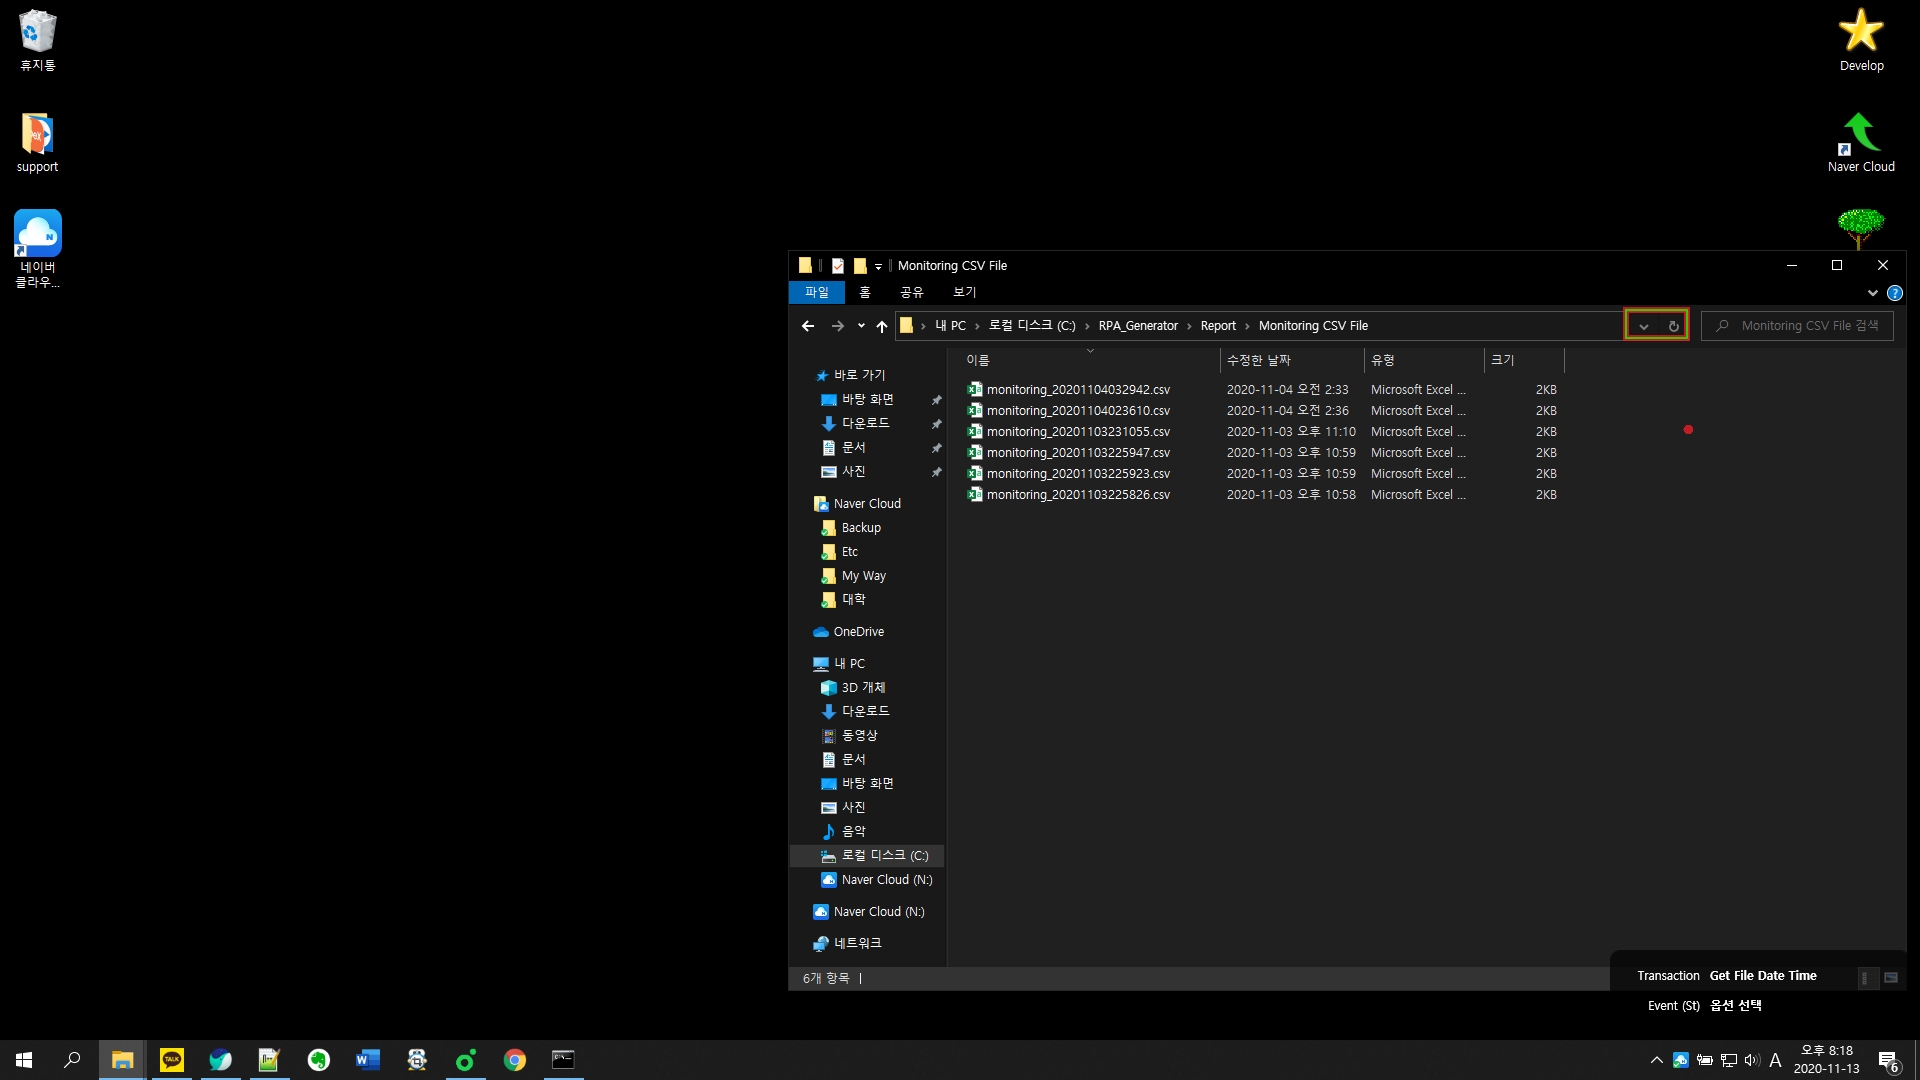 휴지통
support
네이버
클라우...
Develop
Naver Cloud
Monitoring CSV File
파일 홈 공유 보기
내 PC 로컬 디스크 (C:) RPA_Generator Report Monitoring CSV File
Monitoring CSV File 검색
이름 수정한 날짜 유형 크기
monitoring_20201104032942.csv 2020-11-04 오전 2:33 Microsoft Excel ... 2KB
monitoring_20201104023610.csv 2020-11-04 오전 2:36 Microsoft Excel ... 2KB
monitoring_20201103231055.csv 2020-11-03 오후 11:10 Microsoft Excel ... 2KB
monitoring_20201103225947.csv 2020-11-03 오후 10:59 Microsoft Excel ... 2KB
monitoring_20201103225923.csv 2020-11-03 오후 10:59 Microsoft Excel ... 2KB
monitoring_20201103225826.csv 2020-11-03 오후 10:58 Microsoft Excel ... 2KB
바로 가기
바탕 화면
다운로드
문서
사진
Naver Cloud
Backup
Etc
My Way
대학
OneDrive
내 PC
3D 개체
다운로드
동영상
문서
바탕 화면
사진
음악
로컬 디스크 (C:)
Naver Cloud (N:)
Naver Cloud (N:)
네트워크
6개 항목
Transaction Get File Date Time
Event (St) 옵션 선택
TALK
A
오후 8:18
2020-11-13
6